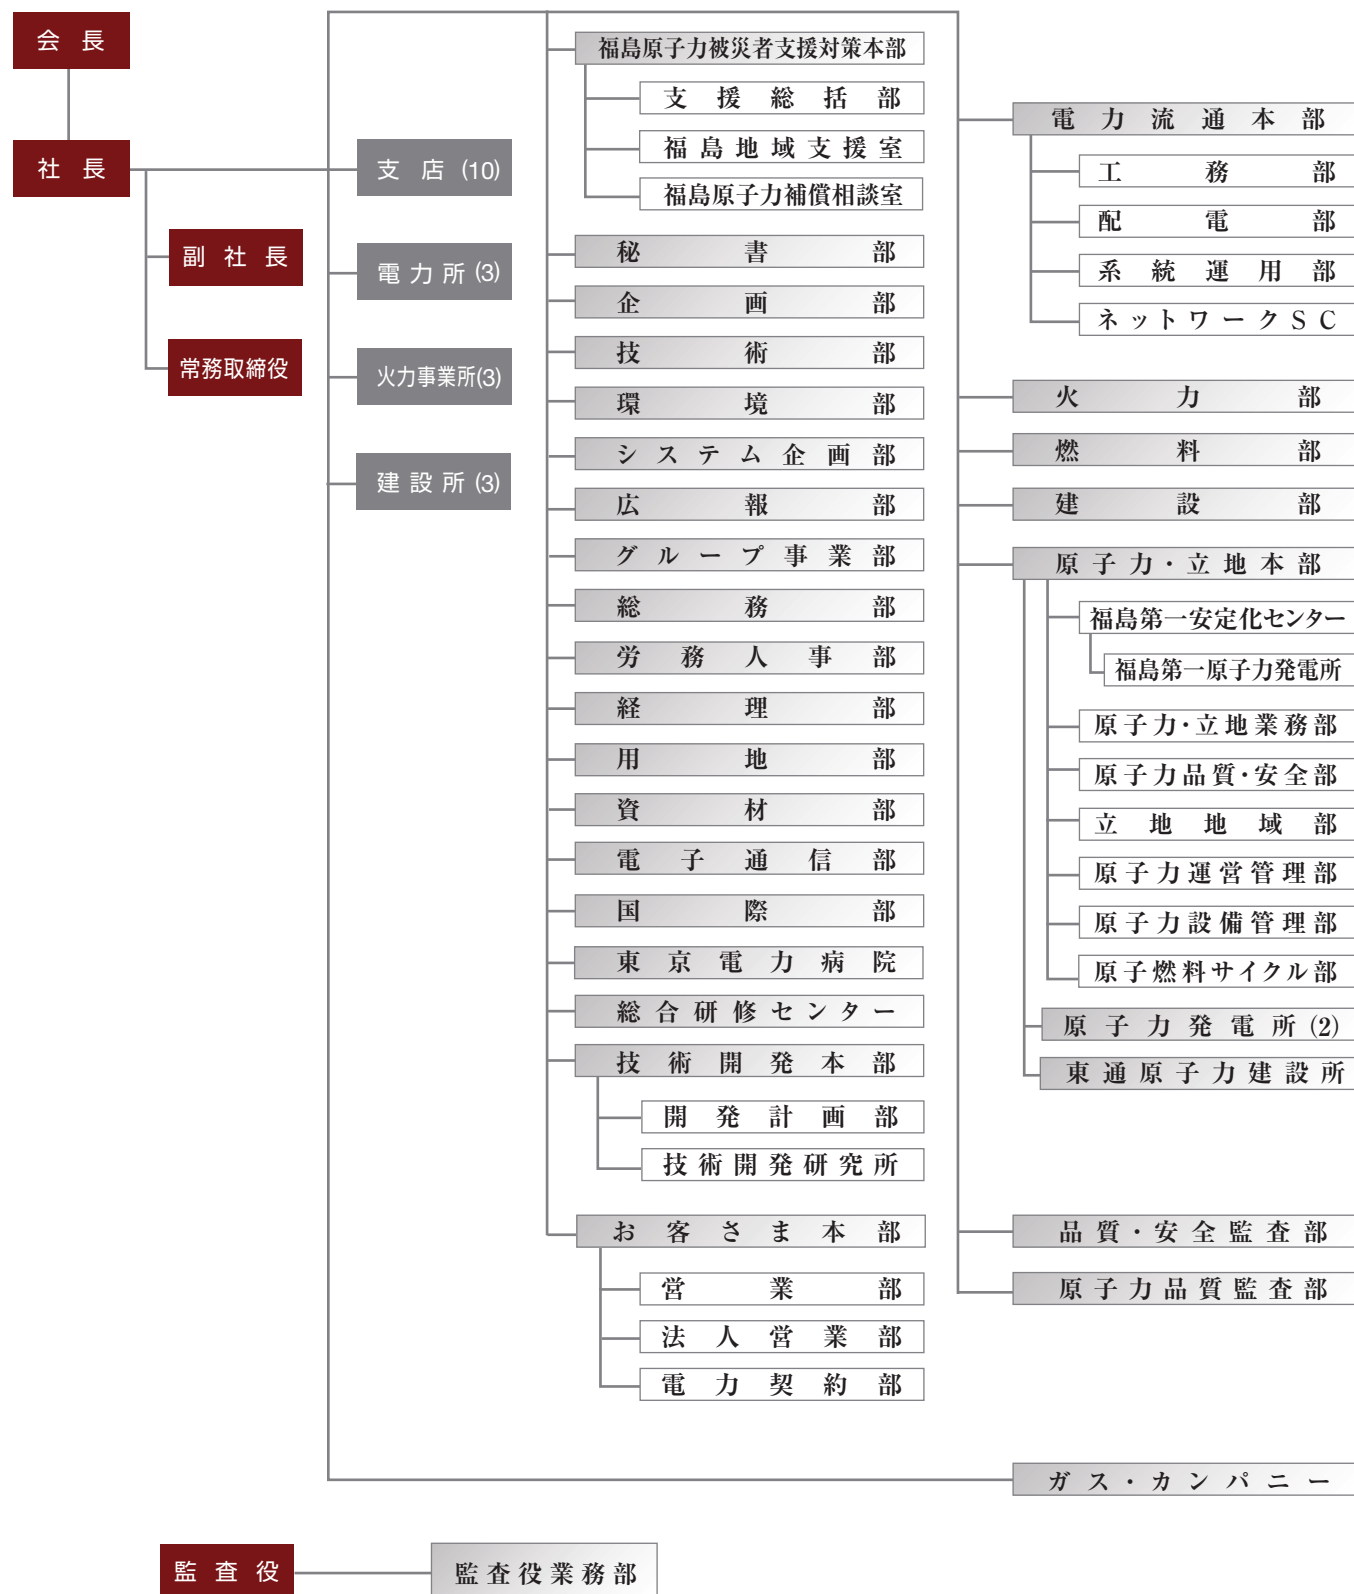 会長
社長
副社長
常務取締役
支店 (10)
電力所 (3)
火力事業所(3)
建設所 (3)
福島原子力被災者支援対策本部
支援総括部
福島地域支援室
福島原子力補償相談室
秘書部
企画部
技術部
環境部
システム企画部
広報部
グループ事業部
総務部
労務人事部
経理部
用地部
資材部
電子通信部
国際部
東京電力病院
総合研修センター
技術開発本部
開発計画部
技術開発研究所
お客さま本部
営業部
法人営業部
電力契約部
電力流通本部
工務部
配電部
系統運用部
ネットワークSC
火力部
燃料部
建設部
原子力・立地本部
福島第一安定化センター
福島第一原子力発電所
原子力・立地業務部
原子力品質・安全部
立地地域部
原子力運営管理部
原子力設備管理部
原子燃料サイクル部
原子力発電所 (2)
東通原子力建設所
品質・安全監査部
原子力品質監査部
ガス・カンパニー
監査役
監査役業務部